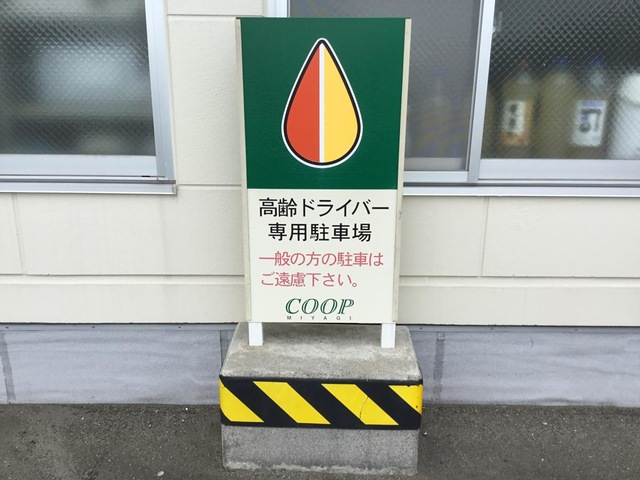 高齢ドライバー
専用駐車場
一般の方の駐車は
ご遠慮下さい。
COOP
MIYAGI